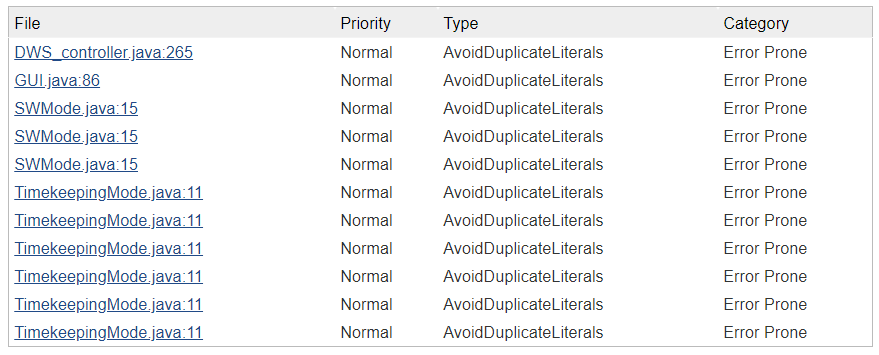 File Priority Type Category
DWS_controller.java:265 Normal AvoidDuplicateLiterals Error Prone
GUI.java:86 Normal AvoidDuplicateLiterals Error Prone
SWMode.java:15 Normal AvoidDuplicateLiterals Error Prone
SWMode.java:15 Normal AvoidDuplicateLiterals Error Prone
SWMode.java:15 Normal AvoidDuplicateLiterals Error Prone
TimekeepingMode.java:11 Normal AvoidDuplicateLiterals Error Prone
TimekeepingMode.java:11 Normal AvoidDuplicateLiterals Error Prone
TimekeepingMode.java:11 Normal AvoidDuplicateLiterals Error Prone
TimekeepingMode.java:11 Normal AvoidDuplicateLiterals Error Prone
TimekeepingMode.java:11 Normal AvoidDuplicateLiterals Error Prone
TimekeepingMode.java:11 Normal AvoidDuplicateLiterals Error Prone